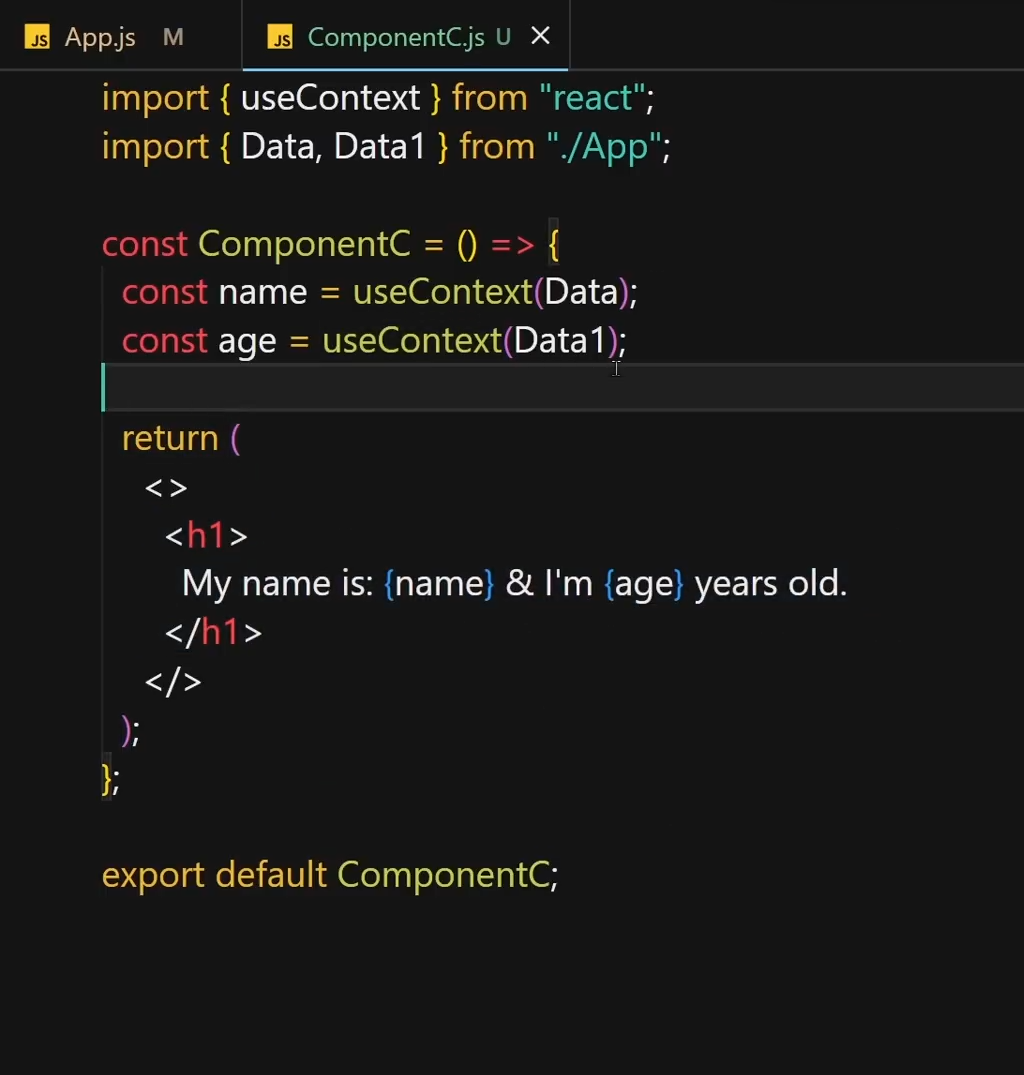 JS App.js M JS ComponentC.js U
import { useContext } from "react";
import { Data, Data1 } from "./App";
const ComponentC = () => {
const name = useContext(Data);
const age = useContext(Data1);
return (
<>
<h1>
My name is: {name} & I'm {age} years old.
</h1>
</>
);
};
export default ComponentC;